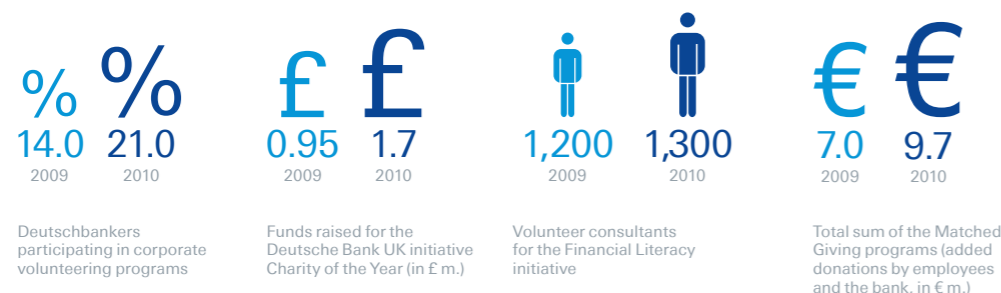 % %
14.0 21.0
2009 2010
Deutschbankers
participating in corporate
volunteering programs
£ £
0.95 1.7
2009 2010
Funds raised for the
Deutsche Bank UK initiative
Charity of the Year (in £ m.)
1,200 1,300
2009 2010
Volunteer consultants
for the Financial Literacy
initiative
€ €
7.0 9.7
2009 2010
Total sum of the Matched
Giving programs (added
donations by employees
and the bank, in € m.)